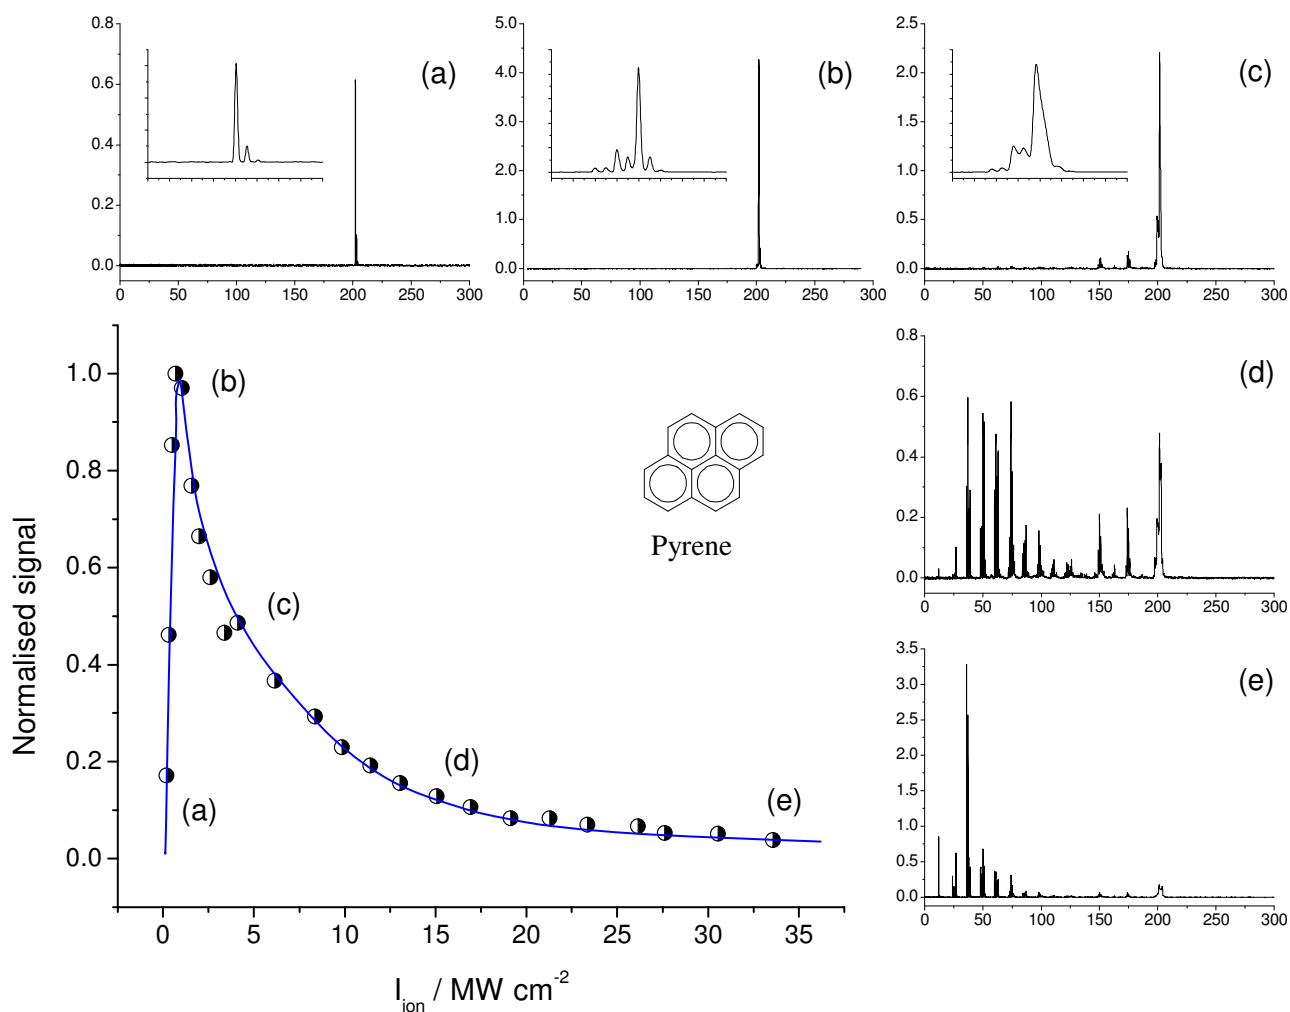 0.8
0.6
0.4
0.2
0.0
0 50 100 150 200 250 300
(a)
5.0
4.0
3.0
2.0
1.0
0.0
0 50 100 150 200 250 300
(b)
2.5
2.0
1.5
1.0
0.5
0.0
0 50 100 150 200 250 300
(c)
Normalised signal
1.0
0.8
0.6
0.4
0.2
0.0
(b)
(c)
(d)
(a)
(e)
Pyrene
0 5 10 15 20 25 30 35
I_ion / MW cm^-2
0.8
0.6
0.4
0.2
0.0
0 50 100 150 200 250 300
(d)
3.5
3.0
2.5
2.0
1.5
1.0
0.5
0.0
0 50 100 150 200 250 300
(e)